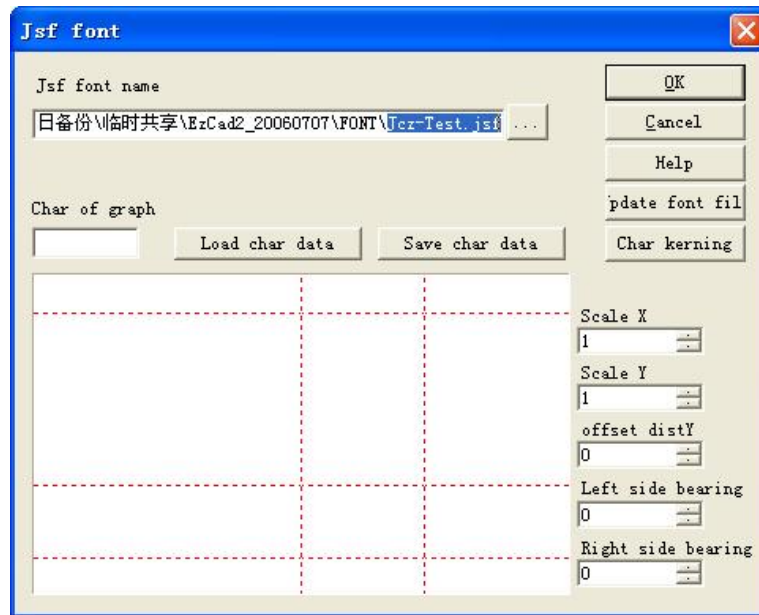 Jsf font
Jsf font name
日备份\临时共享\EzCad2_20060707\FONT\Jcz-Test.jsf
...
OK
Cancel
Help
pdate font fil
Char kerning
Char of graph
Load char data
Save char data
Scale X
1
Scale Y
1
offset distY
0
Left side bearing
0
Right side bearing
0